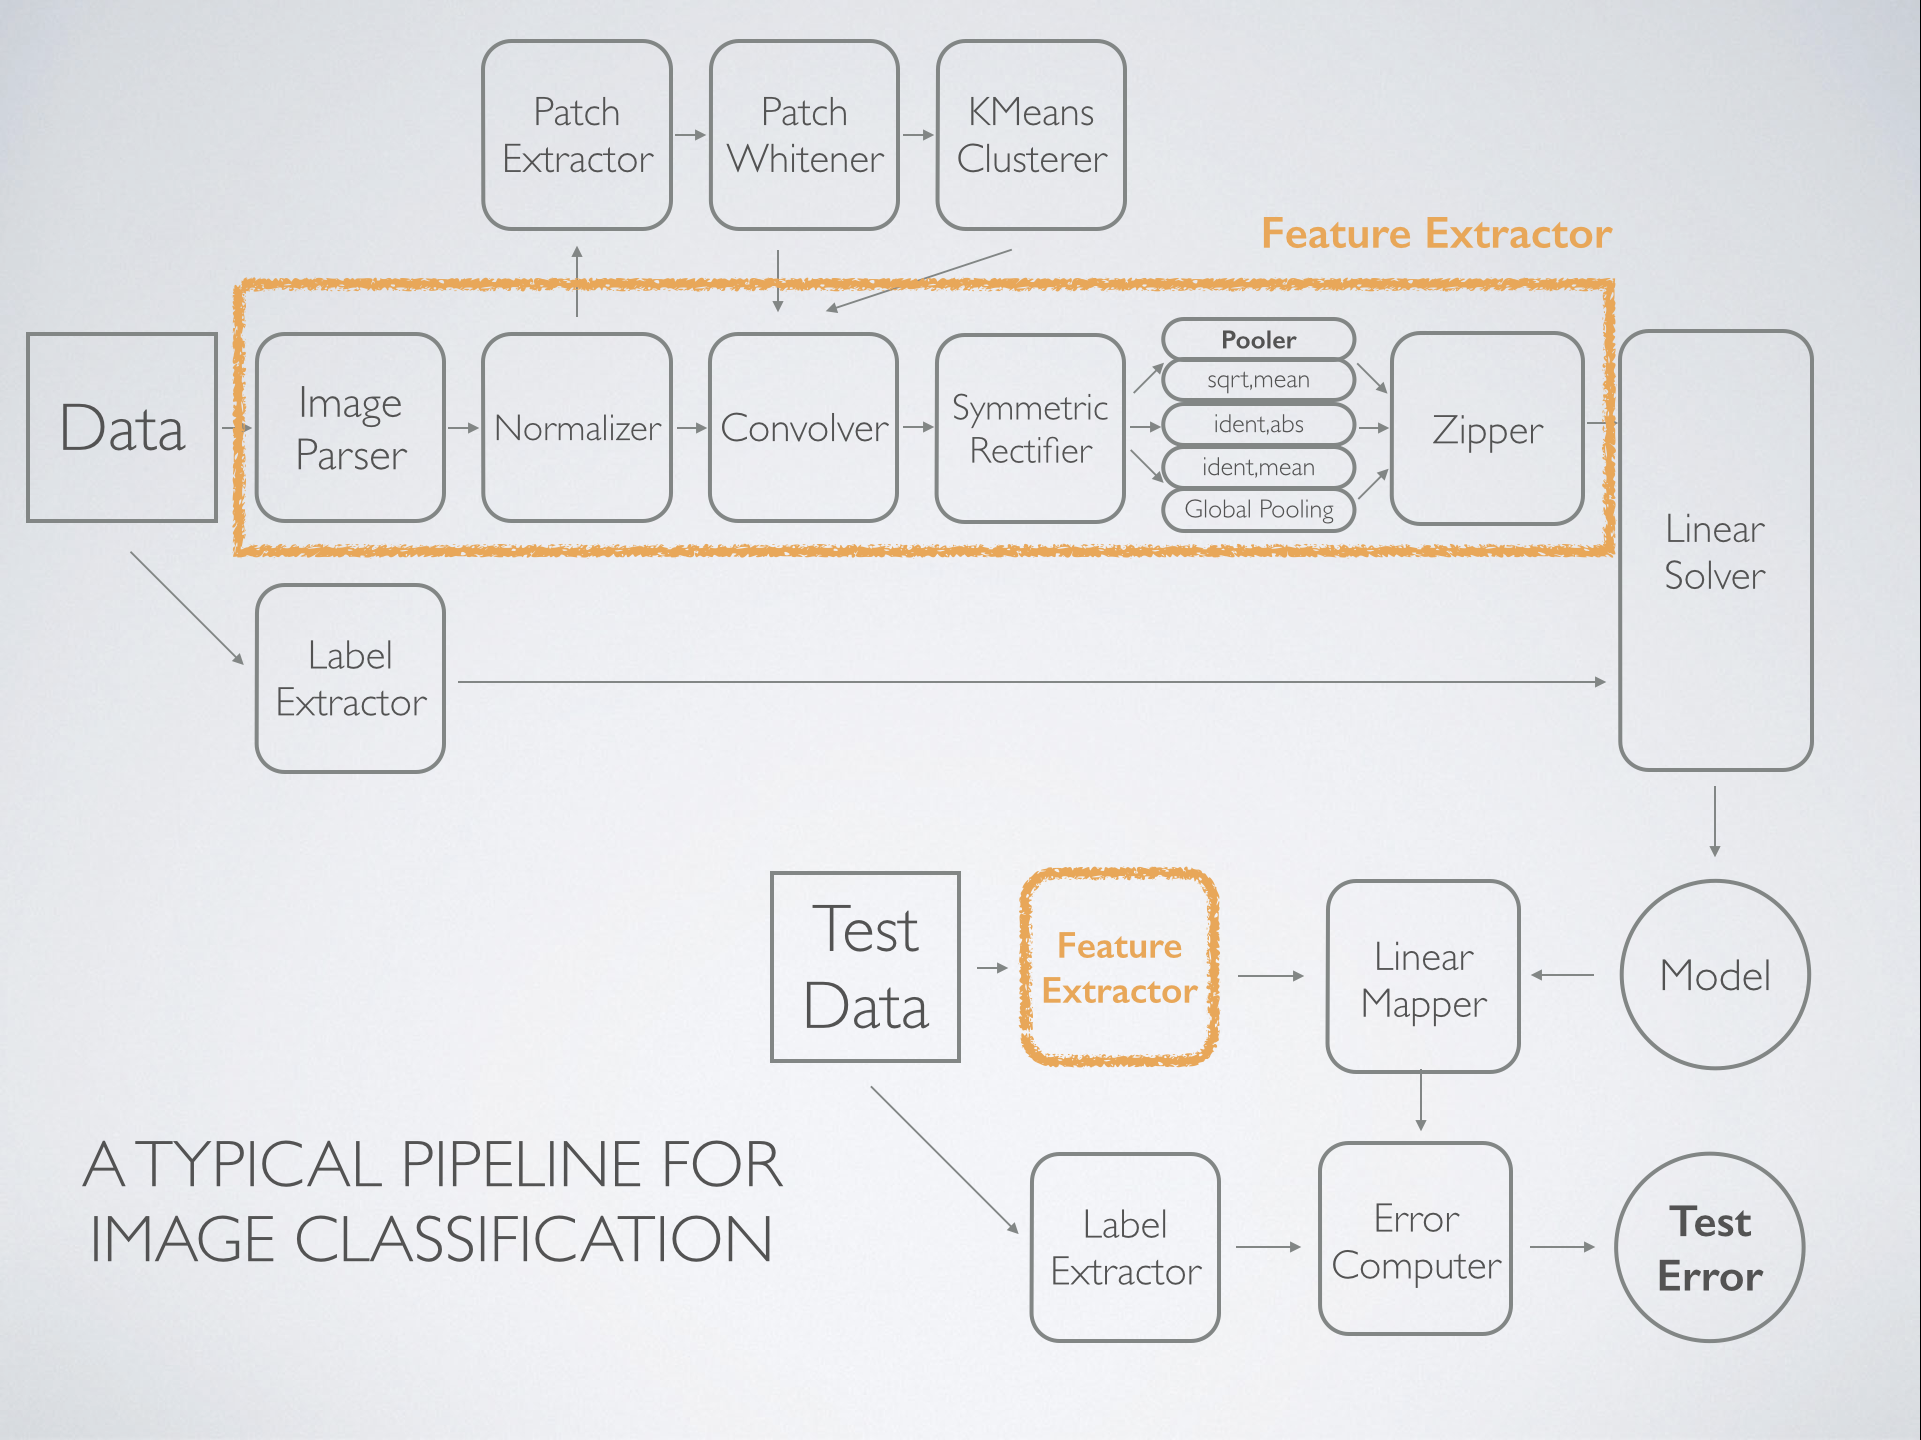 Patch
Extractor
Patch
Whitener
KMeans
Clusterer
Feature Extractor
Data
Image
Parser
Normalizer
Convolver
Symmetric
Rectifier
Pooler
sqrt,mean
ident,abs
ident,mean
Global Pooling
Zipper
Linear
Solver
Label
Extractor
Test
Data
Feature
Extractor
Linear
Mapper
Model
A TYPICAL PIPELINE FOR
IMAGE CLASSIFICATION
Label
Extractor
Error
Computer
Test
Error